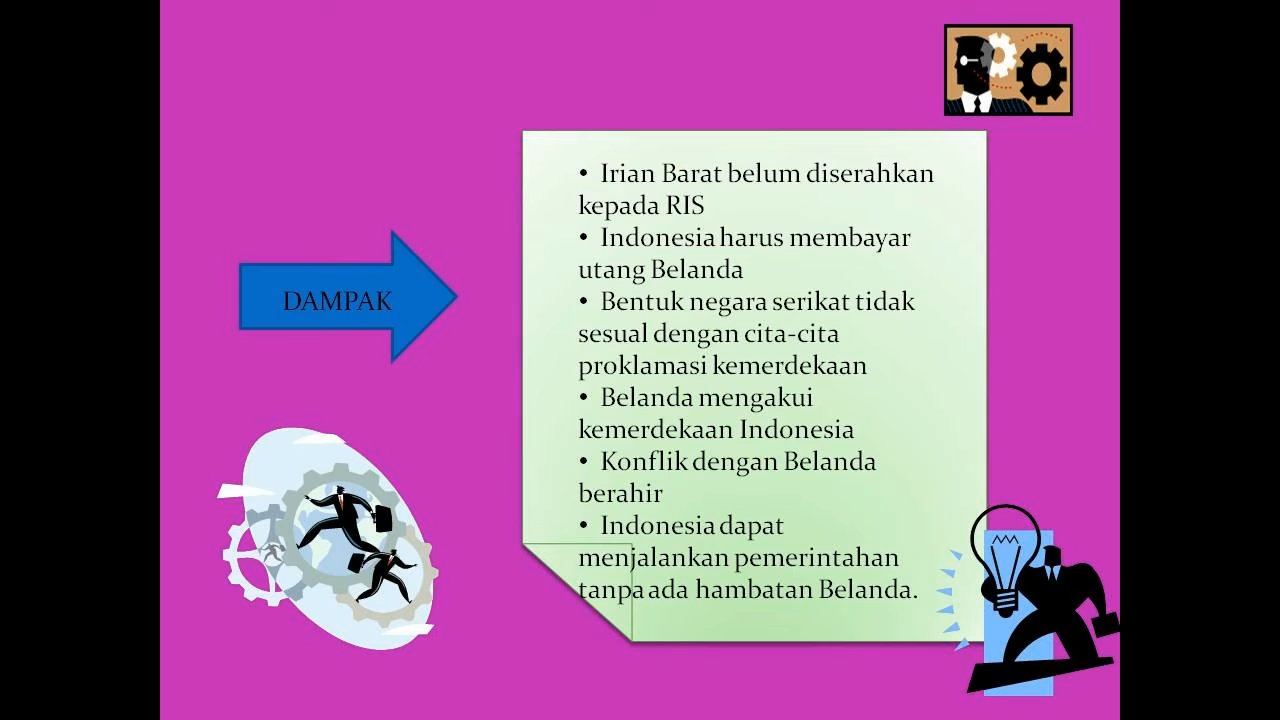 DAMPAK
• Irian Barat belum diserahkan
kepada RIS
• Indonesia harus membayar
utang Belanda
• Bentuk negara serikat tidak
sesual dengan cita-cita
proklamasi kemerdekaan
• Belanda mengakui
kemerdekaan Indonesia
• Konflik dengan Belanda
berahir
• Indonesia dapat
menjalankan pemerintahan
tanpa ada hambatan Belanda.